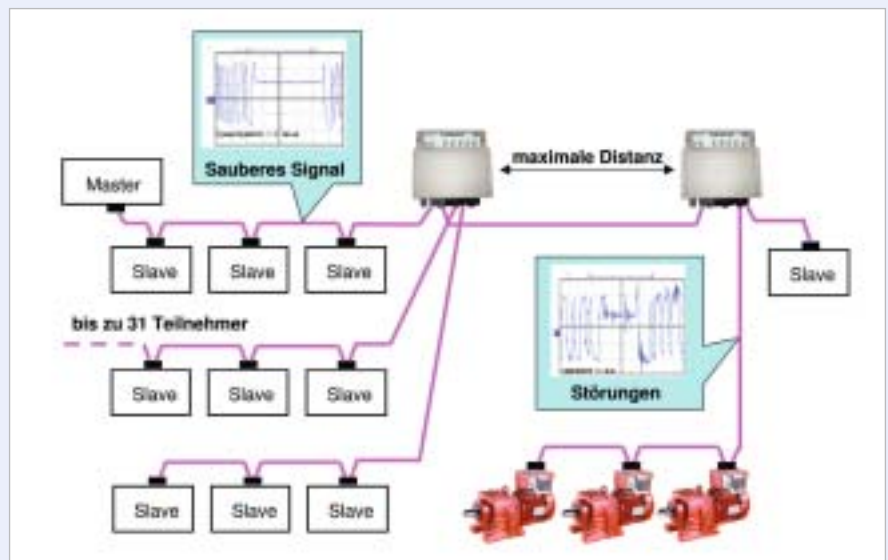 Sauberes Signal
maximale Distanz
Master
Slave
Slave
Slave
Slave
bis zu 31 Teilnehmer
Slave
Slave
Slave
Störungen
Slave
Slave
Slave